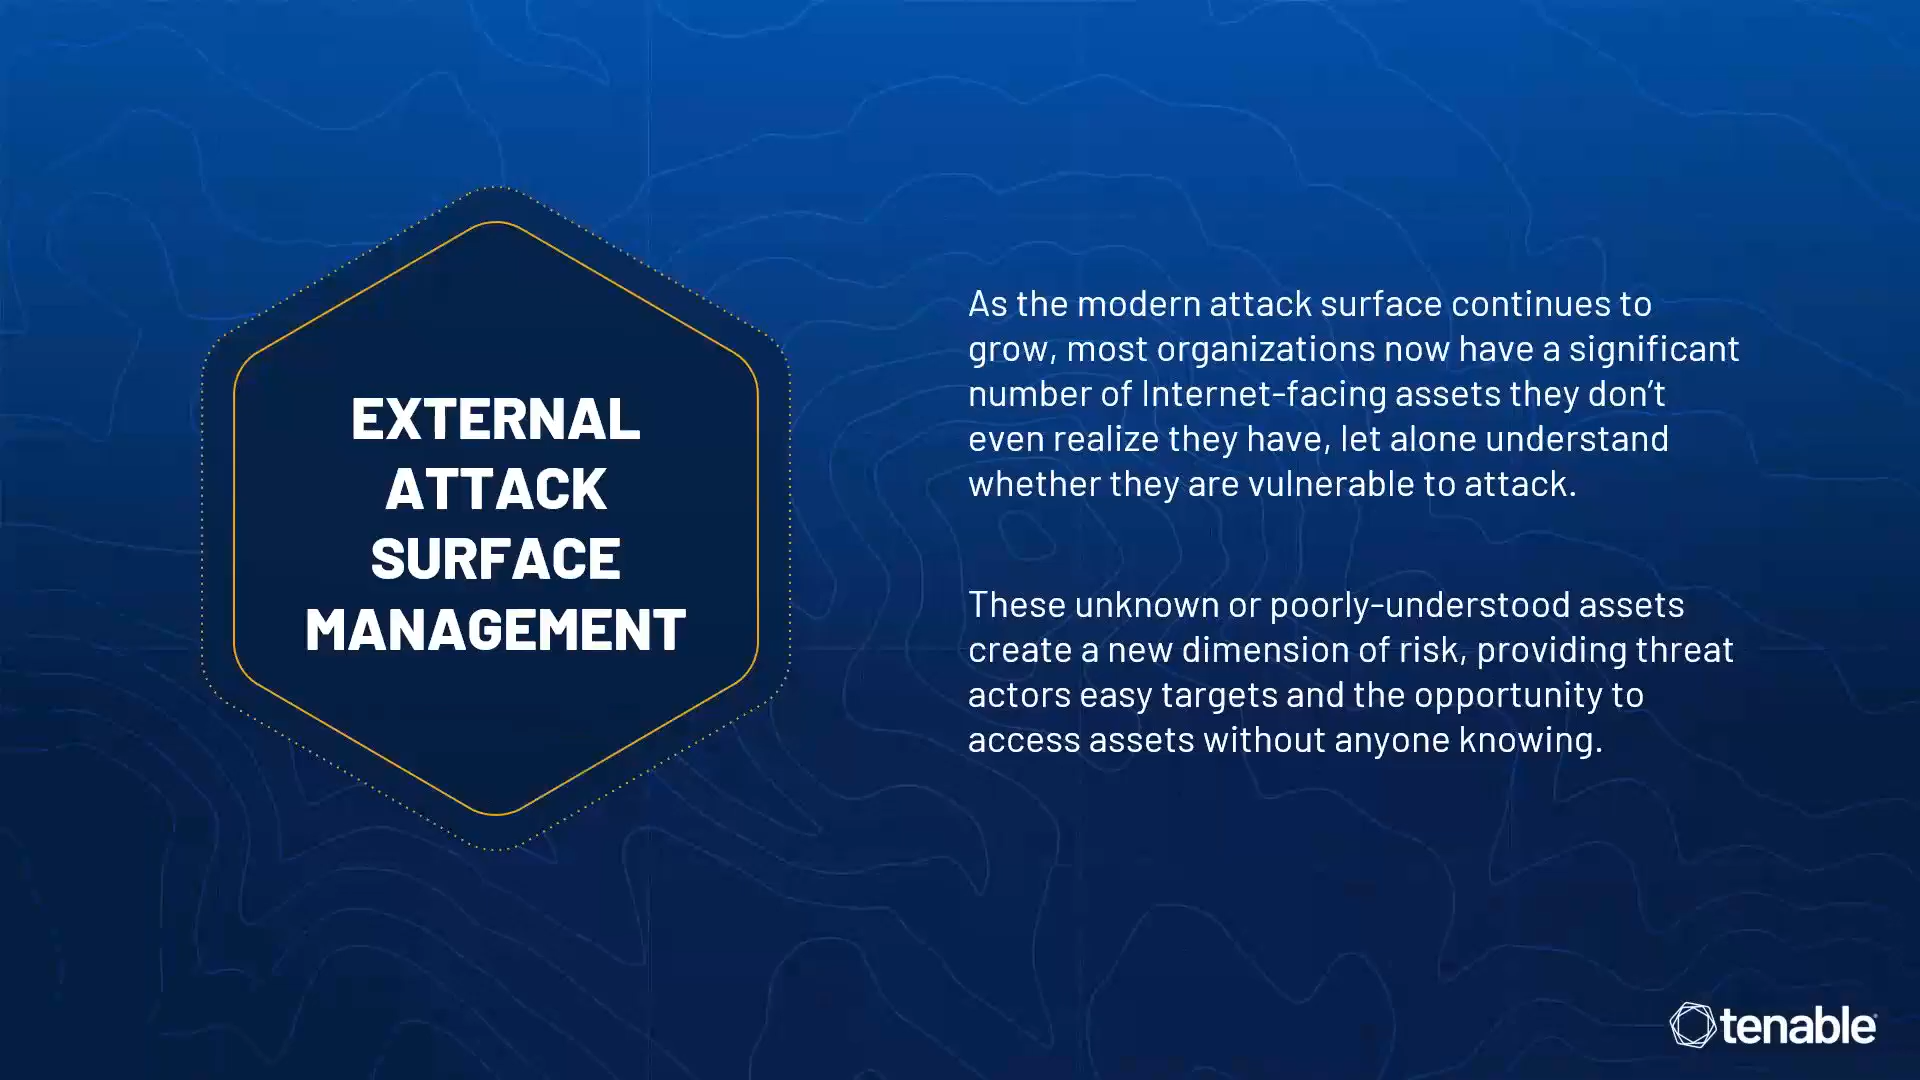 EXTERNAL
ATTACK
SURFACE
MANAGEMENT
As the modern attack surface continues to
grow, most organizations now have a significant
number of Internet-facing assets they don’t
even realize they have, let alone understand
whether they are vulnerable to attack.
These unknown or poorly-understood assets
create a new dimension of risk, providing threat
actors easy targets and the opportunity to
access assets without anyone knowing.
tenable